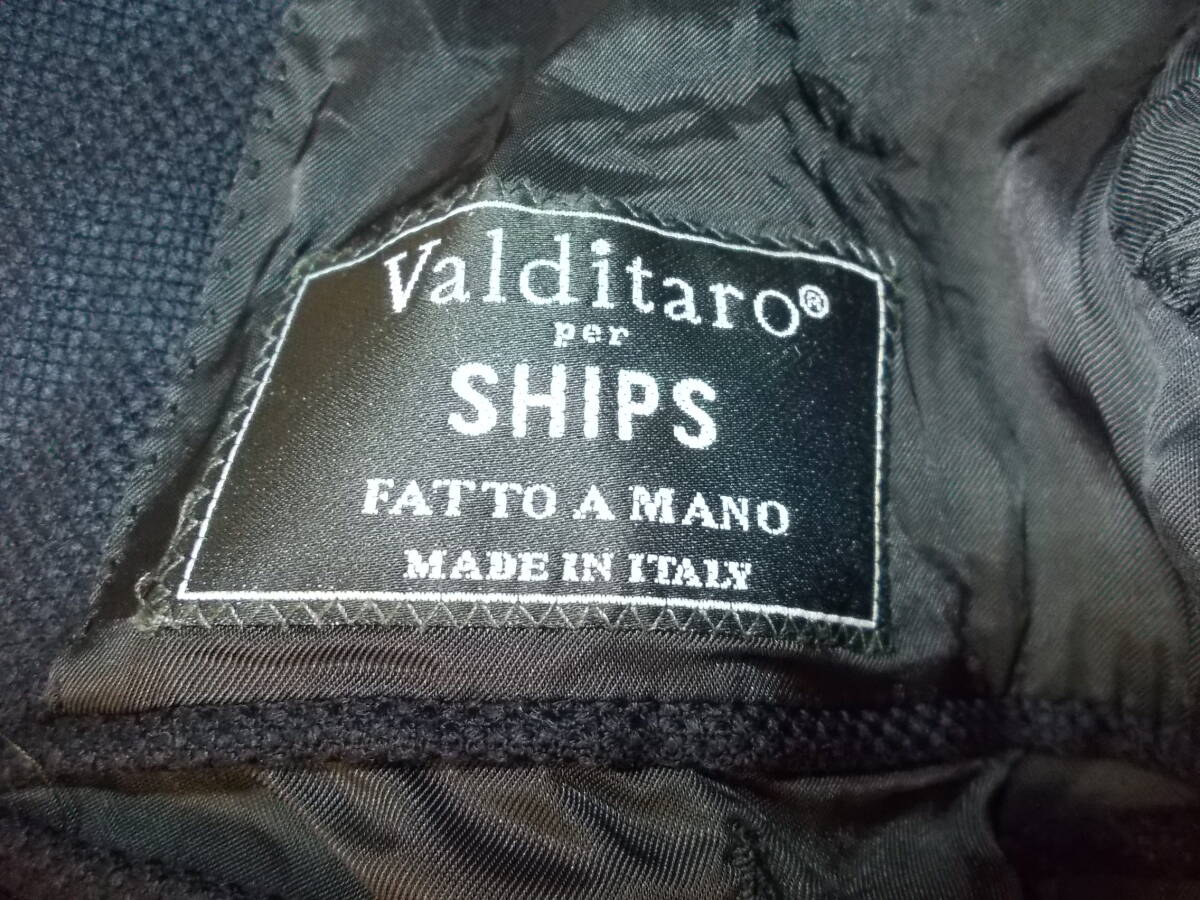 Valditaro®
per
SHIPS
FATTO A MANO
MADE IN ITALY